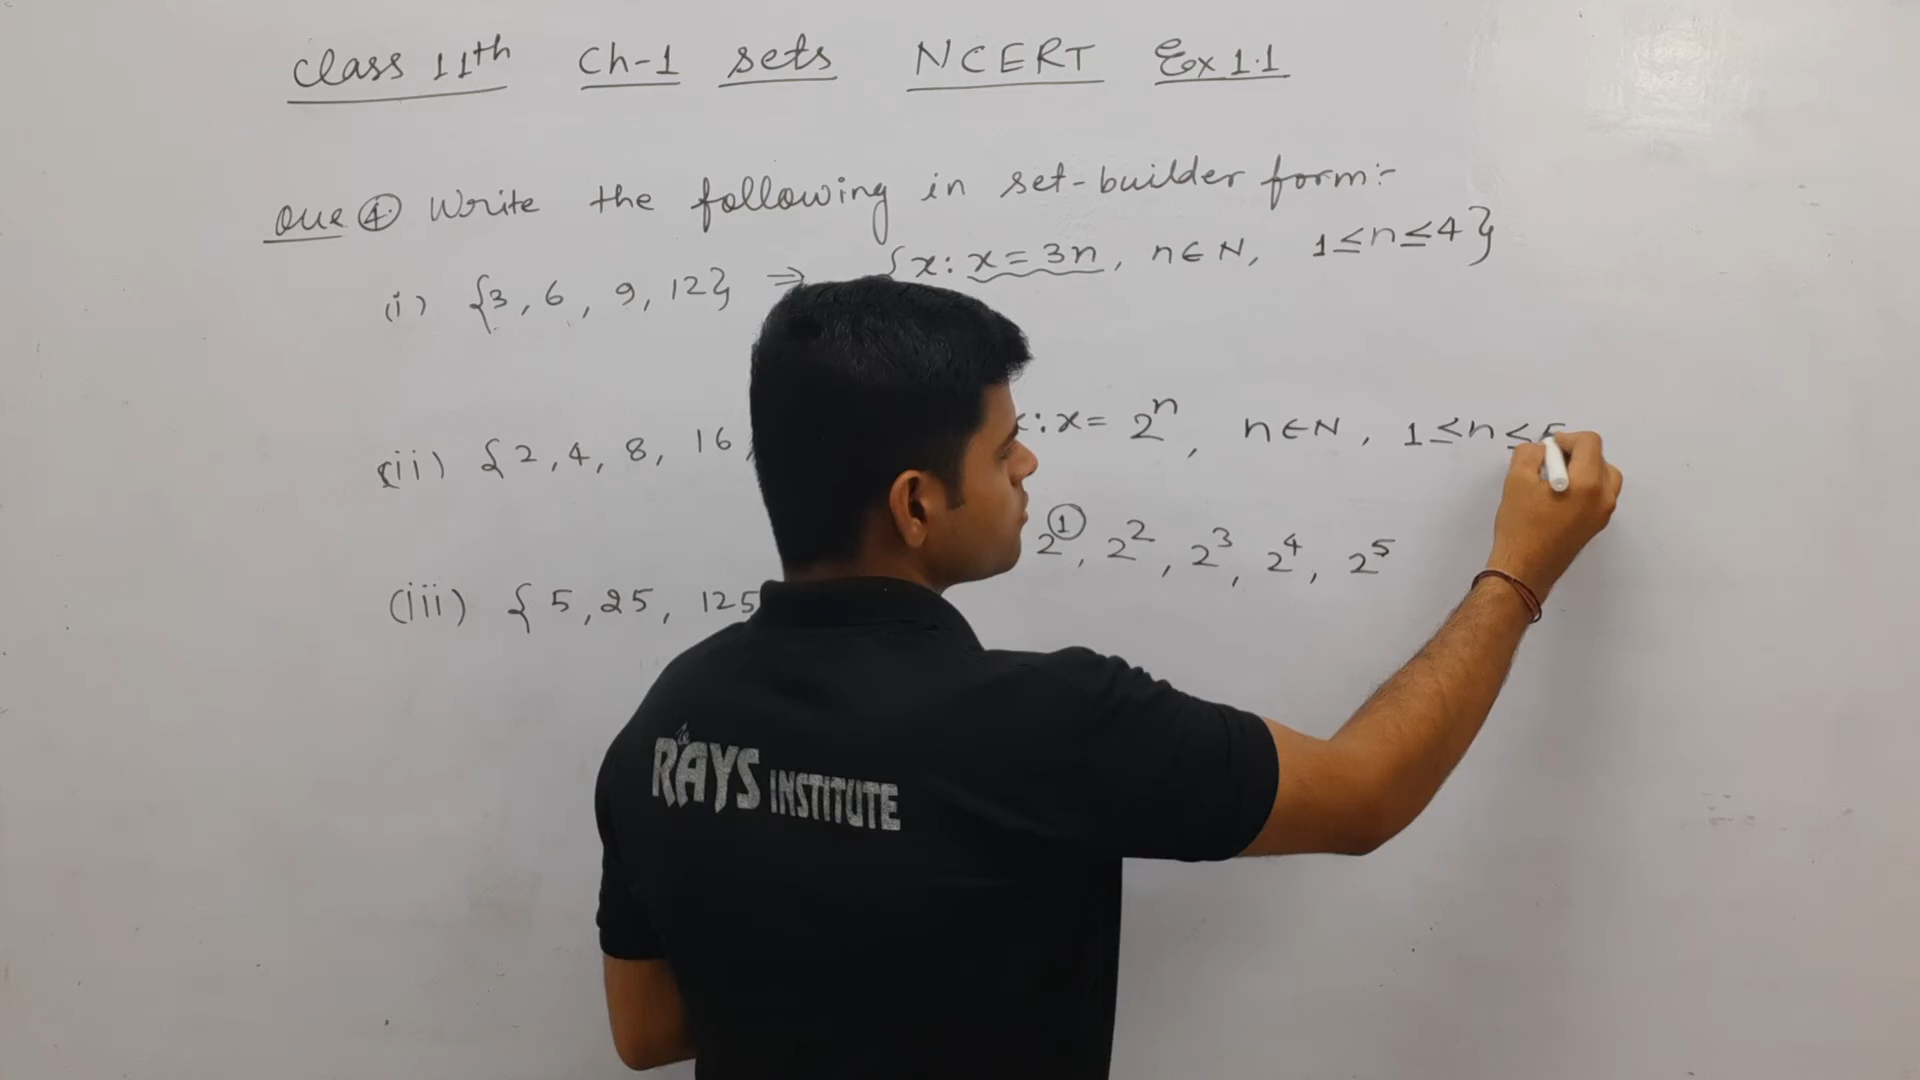 Class 11th Ch-1 sets NCERT Ex 1.1
Que ④ Write the following in set-builder form:-
(i) {3, 6, 9, 12} ⇒ {x: x = 3n, n∈N, 1≤n≤4}
(ii) {2, 4, 8, 16, : x = 2ⁿ, n∈N, 1≤n≤5
2¹, 2², 2³, 2⁴, 2⁵
(iii) {5, 25, 125
RAYS INSTITUTE